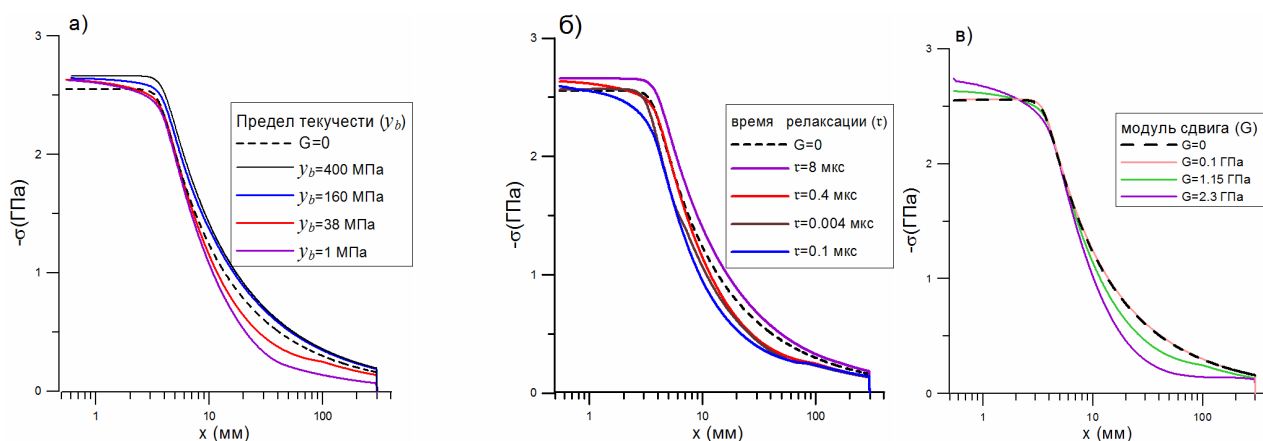 а)
-σ(ГПа)
3
2
1
0
1
10
100
x (мм)
Предел текучести (y_b)
G=0
y_b=400 МПа
y_b=160 МПа
y_b=38 МПа
y_b=1 МПа
б)
-σ(ГПа)
3
2
1
0
1
10
100
x (мм)
время релаксации (τ)
G=0
τ=8 мкс
τ=0.4 мкс
τ=0.004 мкс
τ=0.1 мкс
в)
-σ(ГПа)
3
2
1
0
1
10
100
x (мм)
модуль сдвига (G)
G=0
G=0.1 ГПа
G=1.15 ГПа
G=2.3 ГПа